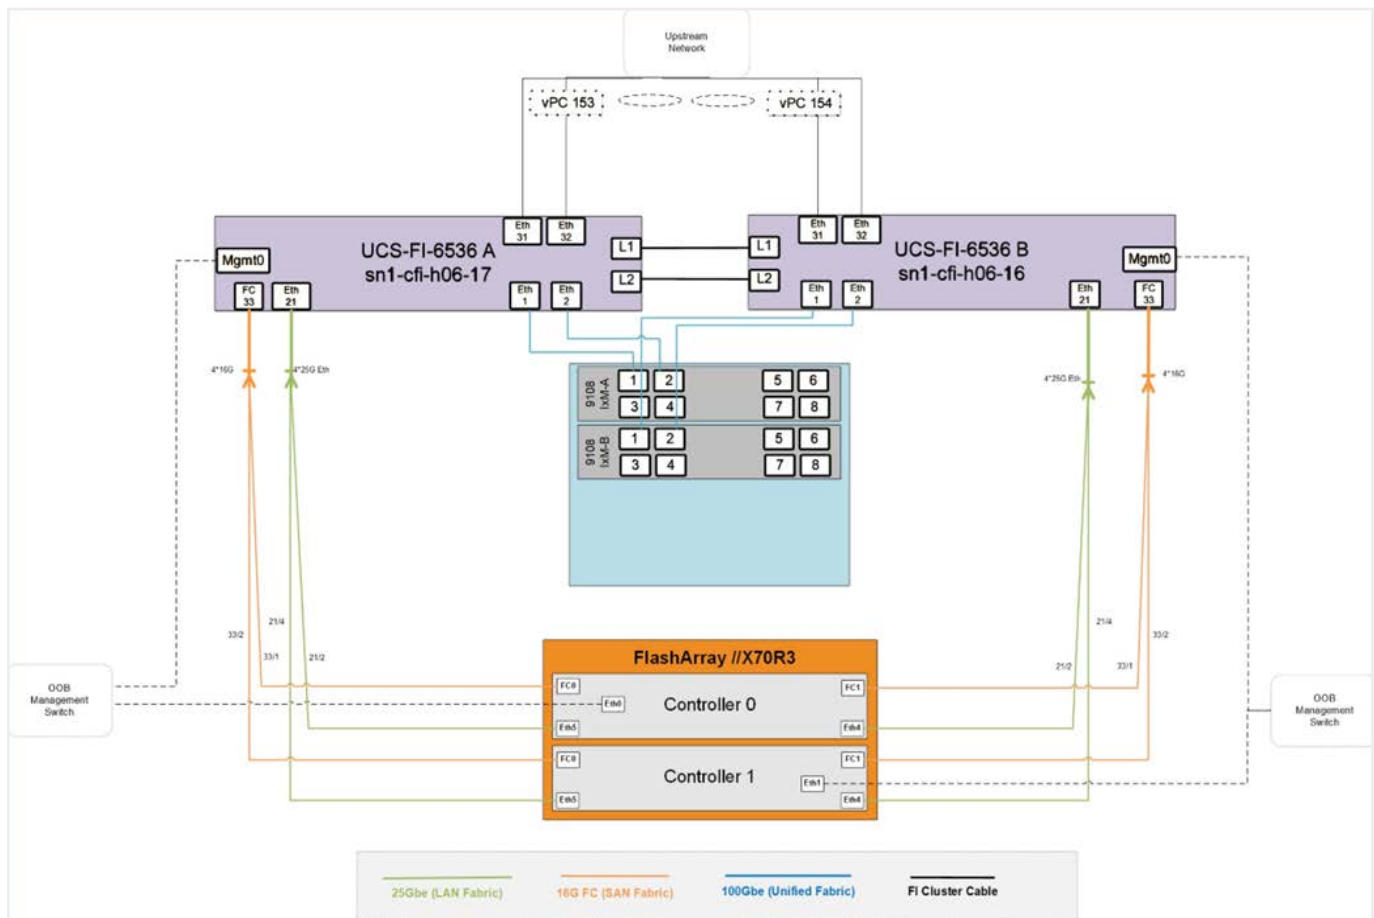 Upstream
Network
vPC 153
vPC 154
Eth
31
Eth
32
Eth
31
Eth
32
UCS-FI-6536 A
sn1-cfi-h06-17
L1
L2
L1
L2
UCS-FI-6536 B
sn1-cfi-h06-16
Mgmt0
Mgmt0
FC
33
Eth
21
Eth
1
Eth
2
Eth
1
Eth
2
Eth
21
FC
33
4*16G
4*25G Eth
4*25G Eth
4*16G
9108
IxM-A
1 2 5 6
3 4 7 8
9108
IxM-B
1 2 5 6
3 4 7 8
33/2
21/4
33/1
21/2
21/4
33/2
21/2
33/1
FlashArray //X70R3
FC0
FC1
Eth0
Controller 0
Eth5
Eth4
FC0
FC1
Controller 1
Eth1
Eth5
Eth4
OOB
Management
Switch
OOB
Management
Switch
25Gbe (LAN Fabric)
16G FC (SAN Fabric)
100Gbe (Unified Fabric)
FI Cluster Cable